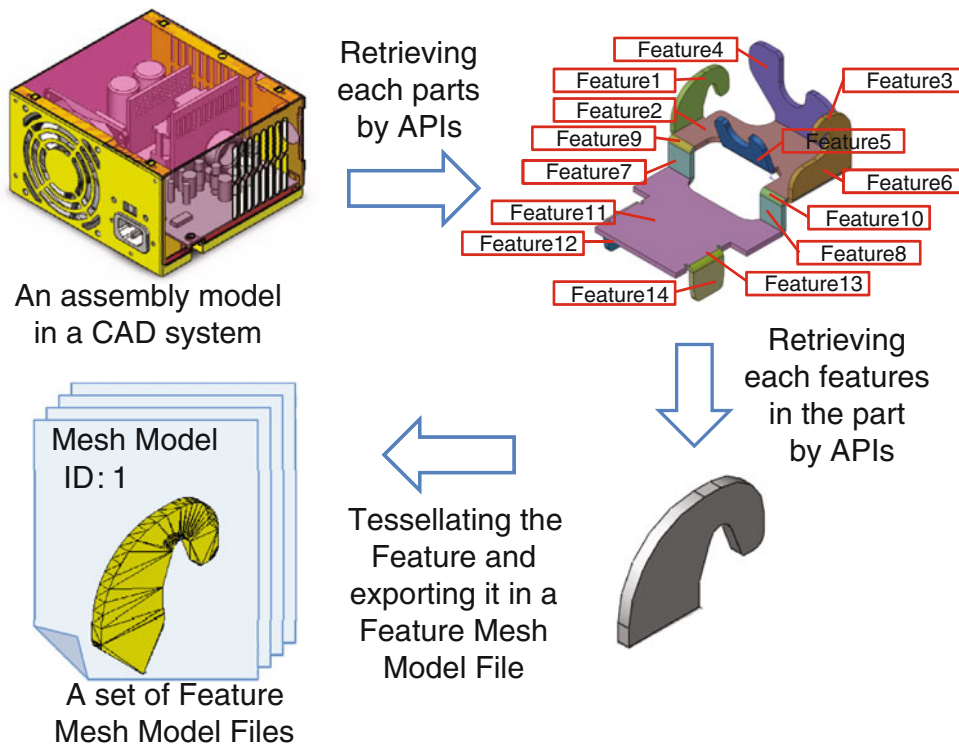 An assembly model
in a CAD system
Retrieving
each parts
by APIs
Feature4
Feature1
Feature3
Feature2
Feature9
Feature5
Feature7
Feature6
Feature11
Feature10
Feature12
Feature8
Feature13
Feature14
Retrieving
each features
in the part
by APIs
Tessellating the
Feature and
exporting it in a
Feature Mesh
Model File
Mesh Model
ID: 1
A set of Feature
Mesh Model Files